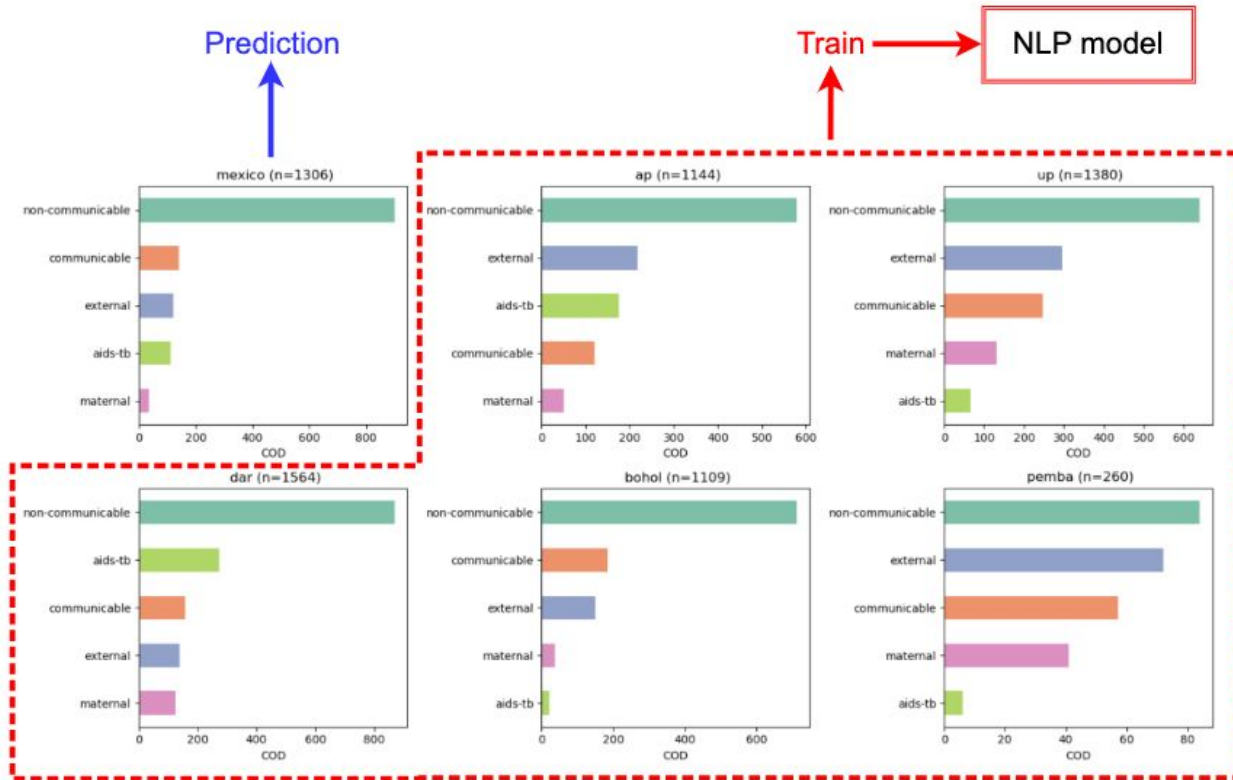 Prediction
Train
NLP model
mexico (n=1306)
non-communicable
communicable
external
aids-tb
maternal
0 200 400 600 800
COD
ap (n=1144)
non-communicable
external
aids-tb
communicable
maternal
0 100 200 300 400 500 600
COD
up (n=1380)
non-communicable
external
communicable
maternal
aids-tb
0 100 200 300 400 500 600
COD
dar (n=1564)
non-communicable
aids-tb
communicable
external
maternal
0 200 400 600 800
COD
bohol (n=1109)
non-communicable
communicable
external
maternal
aids-tb
0 200 400 600
COD
pemba (n=260)
non-communicable
external
communicable
maternal
aids-tb
0 20 40 60 80
COD